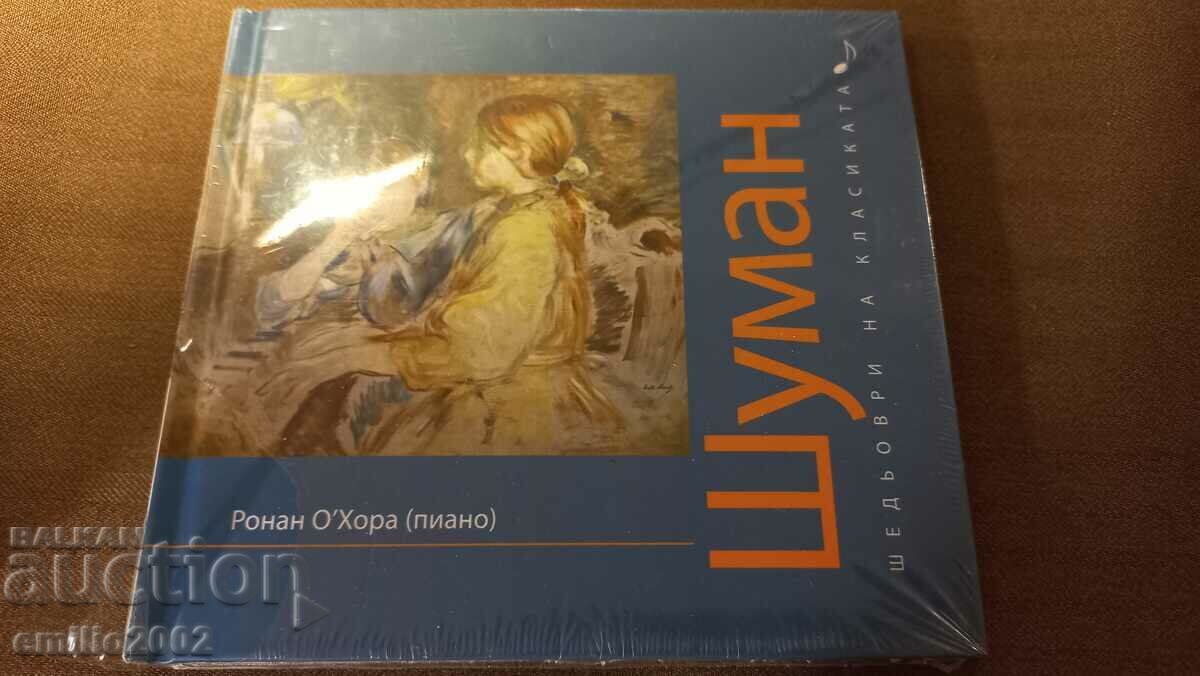 Шуман
ШЕДЬОВРИ НА КЛАСИКАТА
Ронан О'Хора (пиано)
BALKAN
auction
emilio2002